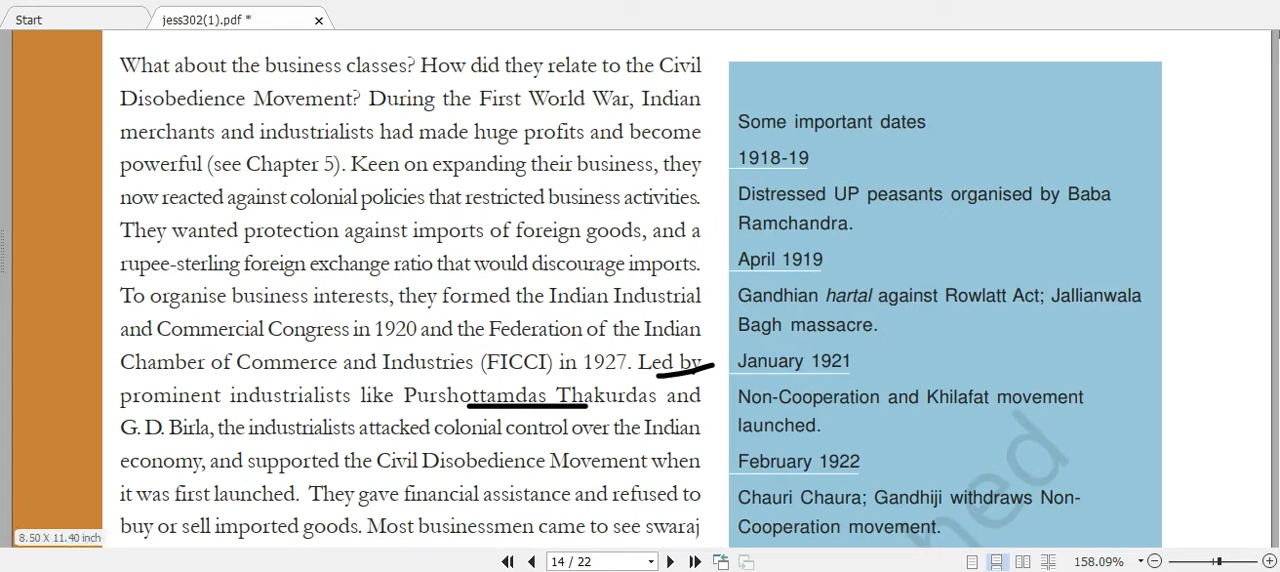 Start
jess302(1).pdf *
What about the business classes? How did they relate to the Civil
Disobedience Movement? During the First World War, Indian
merchants and industrialists had made huge profits and become
powerful (see Chapter 5). Keen on expanding their business, they
now reacted against colonial policies that restricted business activities.
They wanted protection against imports of foreign goods, and a
rupee-sterling foreign exchange ratio that would discourage imports.
To organise business interests, they formed the Indian Industrial
and Commercial Congress in 1920 and the Federation of the Indian
Chamber of Commerce and Industries (FICCI) in 1927. Led by
prominent industrialists like Purshottamdas Thakurdas and
G. D. Birla, the industrialists attacked colonial control over the Indian
economy, and supported the Civil Disobedience Movement when
it was first launched. They gave financial assistance and refused to
buy or sell imported goods. Most businessmen came to see swaraj
Some important dates
1918-19
Distressed UP peasants organised by Baba
Ramchandra.
April 1919
Gandhian hartal against Rowlatt Act; Jallianwala
Bagh massacre.
January 1921
Non-Cooperation and Khilafat movement
launched.
February 1922
Chauri Chaura; Gandhiji withdraws Non-
Cooperation movement.
8.50 X 11.40 inch
14 / 22
158.09%